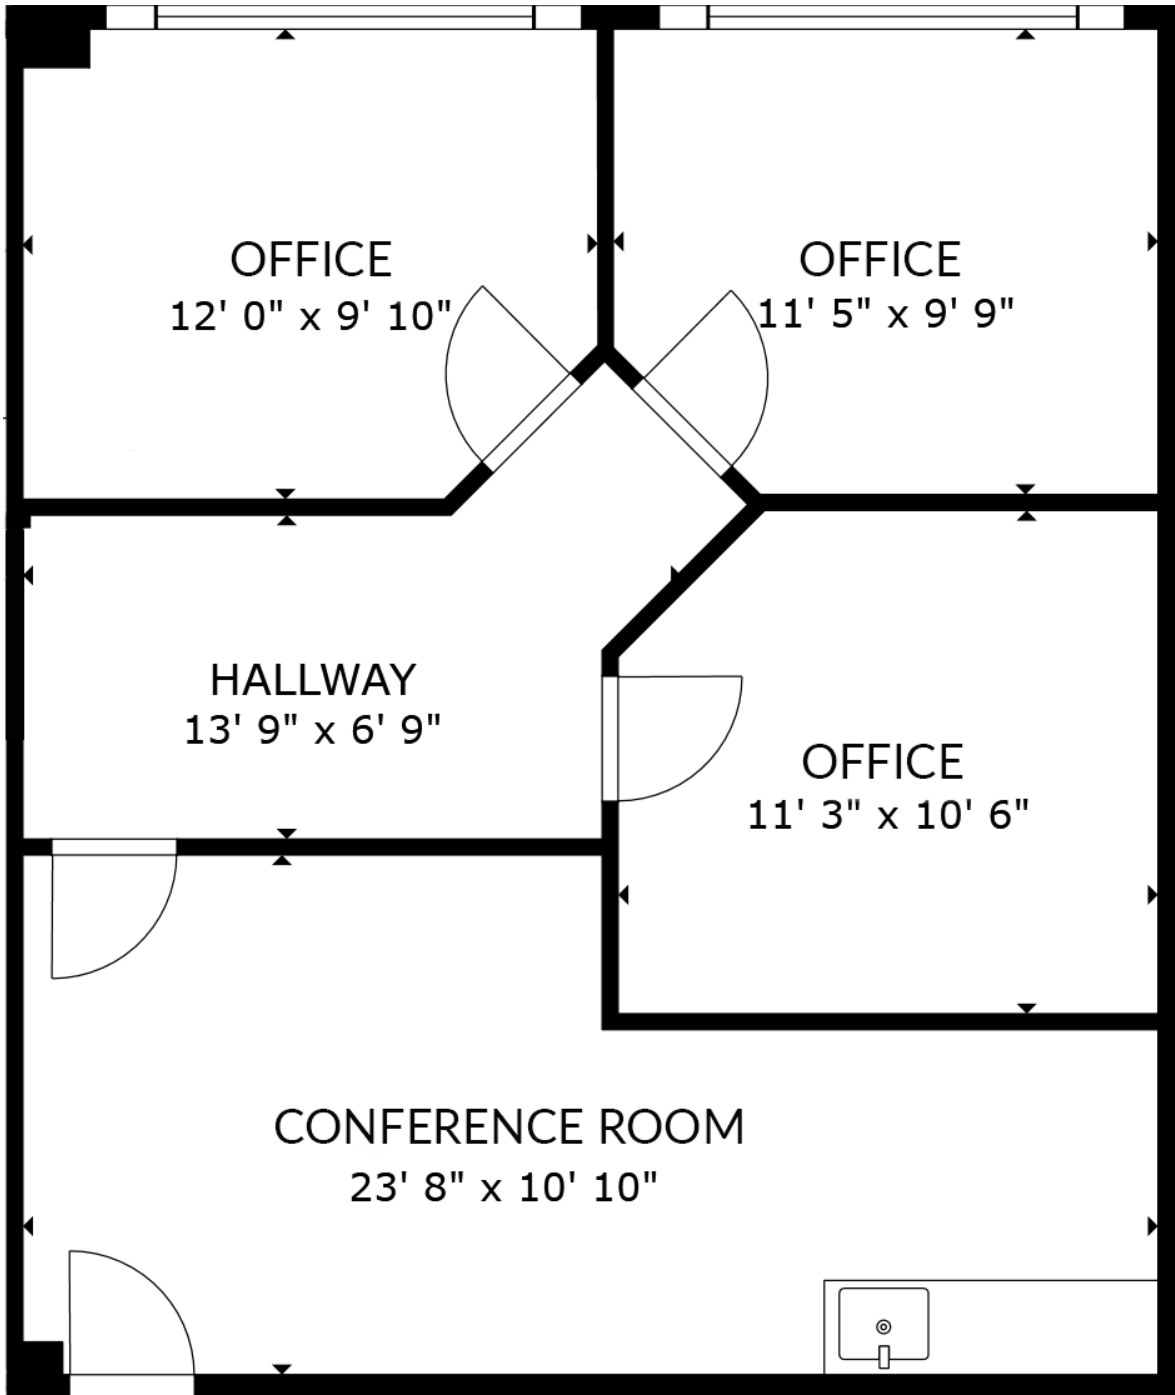 OFFICE
12' 0" x 9' 10"
OFFICE
11' 5" x 9' 9"
HALLWAY
13' 9" x 6' 9"
OFFICE
11' 3" x 10' 6"
CONFERENCE ROOM
23' 8" x 10' 10"